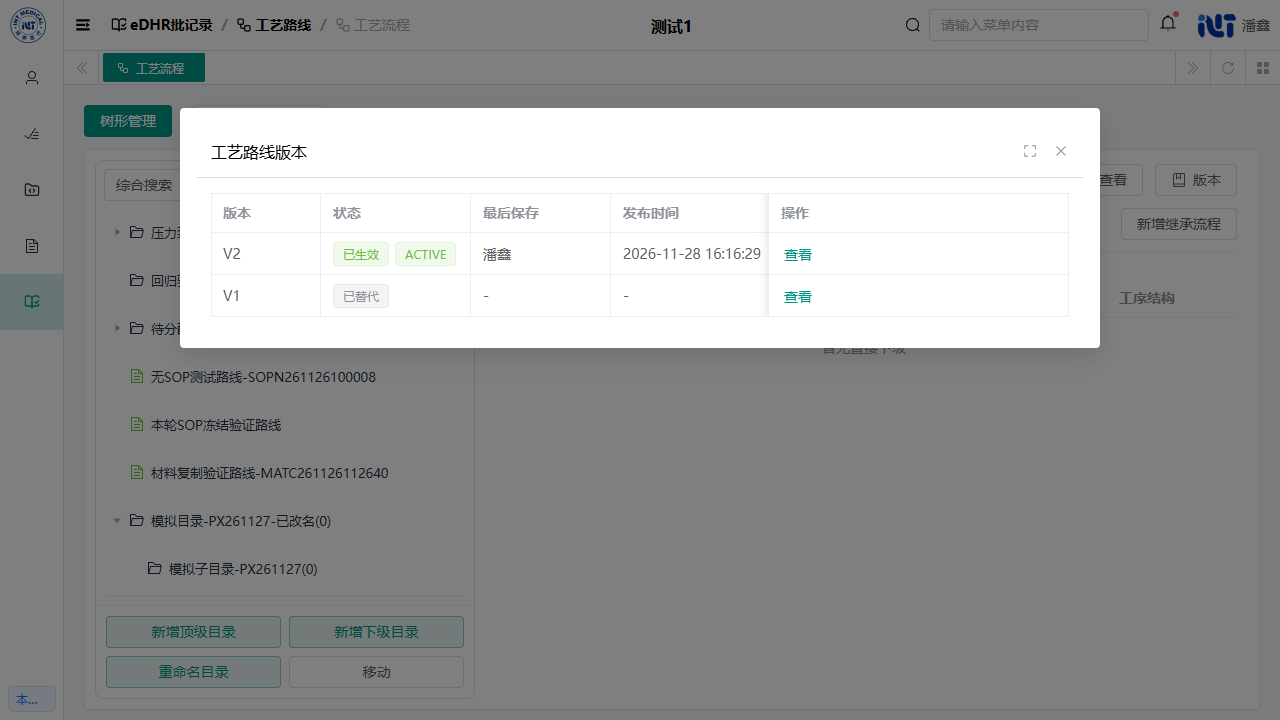 eDHR批记录 / 工艺路线 / 工艺流程
测试1
请输入菜单内容
潘鑫
工艺流程
树形管理
综合搜索
查看
版本
新增继承流程
工序结构
工艺路线版本
版本 状态 最后保存 发布时间 操作
V2 已生效 ACTIVE 潘鑫 2026-11-28 16:16:29 查看
V1 已替代 - - 查看
无SOP测试路线-SOPN261126100008
本轮SOP冻结验证路线
材料复制验证路线-MATC261126112640
模拟目录-PX261127-已改名(0)
模拟子目录-PX261127(0)
新增顶级目录
新增下级目录
重命名目录
移动
本...